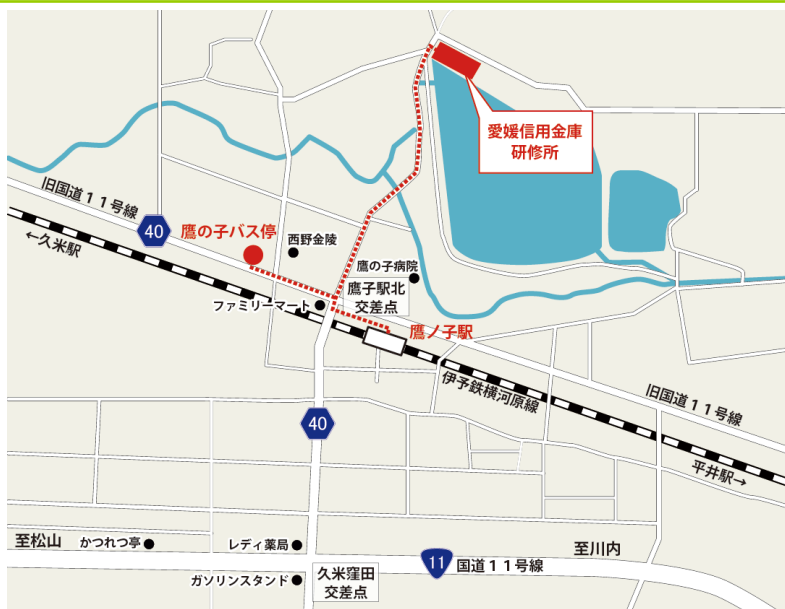 愛媛信用金庫
研修所
旧国道１１号線
40
鷹の子バス停
←久米駅
西野金陵
鷹の子病院
ファミリーマート
鷹子駅北
交差点
鷹ノ子駅
伊予鉄横河原線
旧国道１１号線
40
平井駅→
至松山
かつれつ亭
レディ薬局
至川内
11
国道１１号線
ガソリンスタンド
久米窪田
交差点